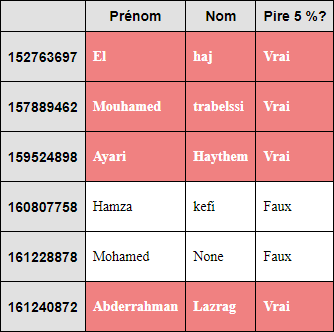 Prénom Nom Pire 5 %?
152763697 El haj Vrai
157889462 Mouhamed trabelssi Vrai
159524898 Ayari Haythem Vrai
160807758 Hamza kefi Faux
161228878 Mohamed None Faux
161240872 Abderrahman Lazrag Vrai